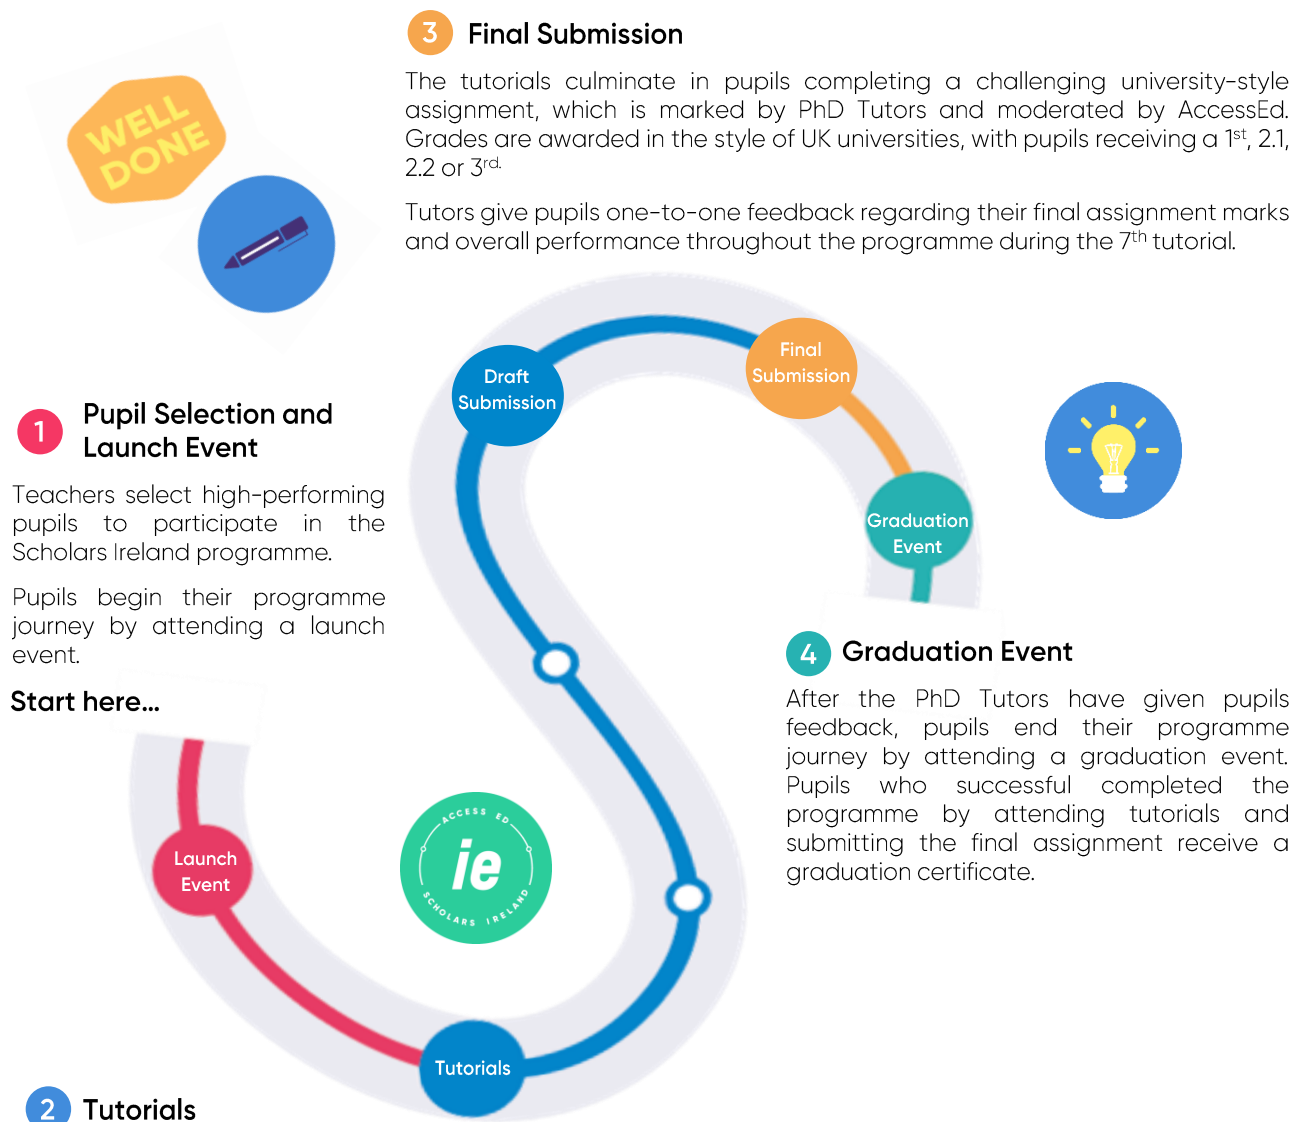 3 Final Submission
The tutorials culminate in pupils completing a challenging university-style
assignment, which is marked by PhD Tutors and moderated by AccessEd.
Grades are awarded in the style of UK universities, with pupils receiving a 1st, 2.1,
2.2 or 3rd.
Tutors give pupils one-to-one feedback regarding their final assignment marks
and overall performance throughout the programme during the 7th tutorial.
WELL
DONE
1 Pupil Selection and
Launch Event
Teachers select high-performing
pupils to participate in the
Scholars Ireland programme.
Pupils begin their programme
journey by attending a launch
event.
Start here...
Launch
Event
Tutorials
Draft
Submission
Final
Submission
Graduation
Event
ACCESS ED
ie
SCHOLARS IRELAND
4 Graduation Event
After the PhD Tutors have given pupils
feedback, pupils end their programme
journey by attending a graduation event.
Pupils who successful completed the
programme by attending tutorials and
submitting the final assignment receive a
graduation certificate.
2 Tutorials